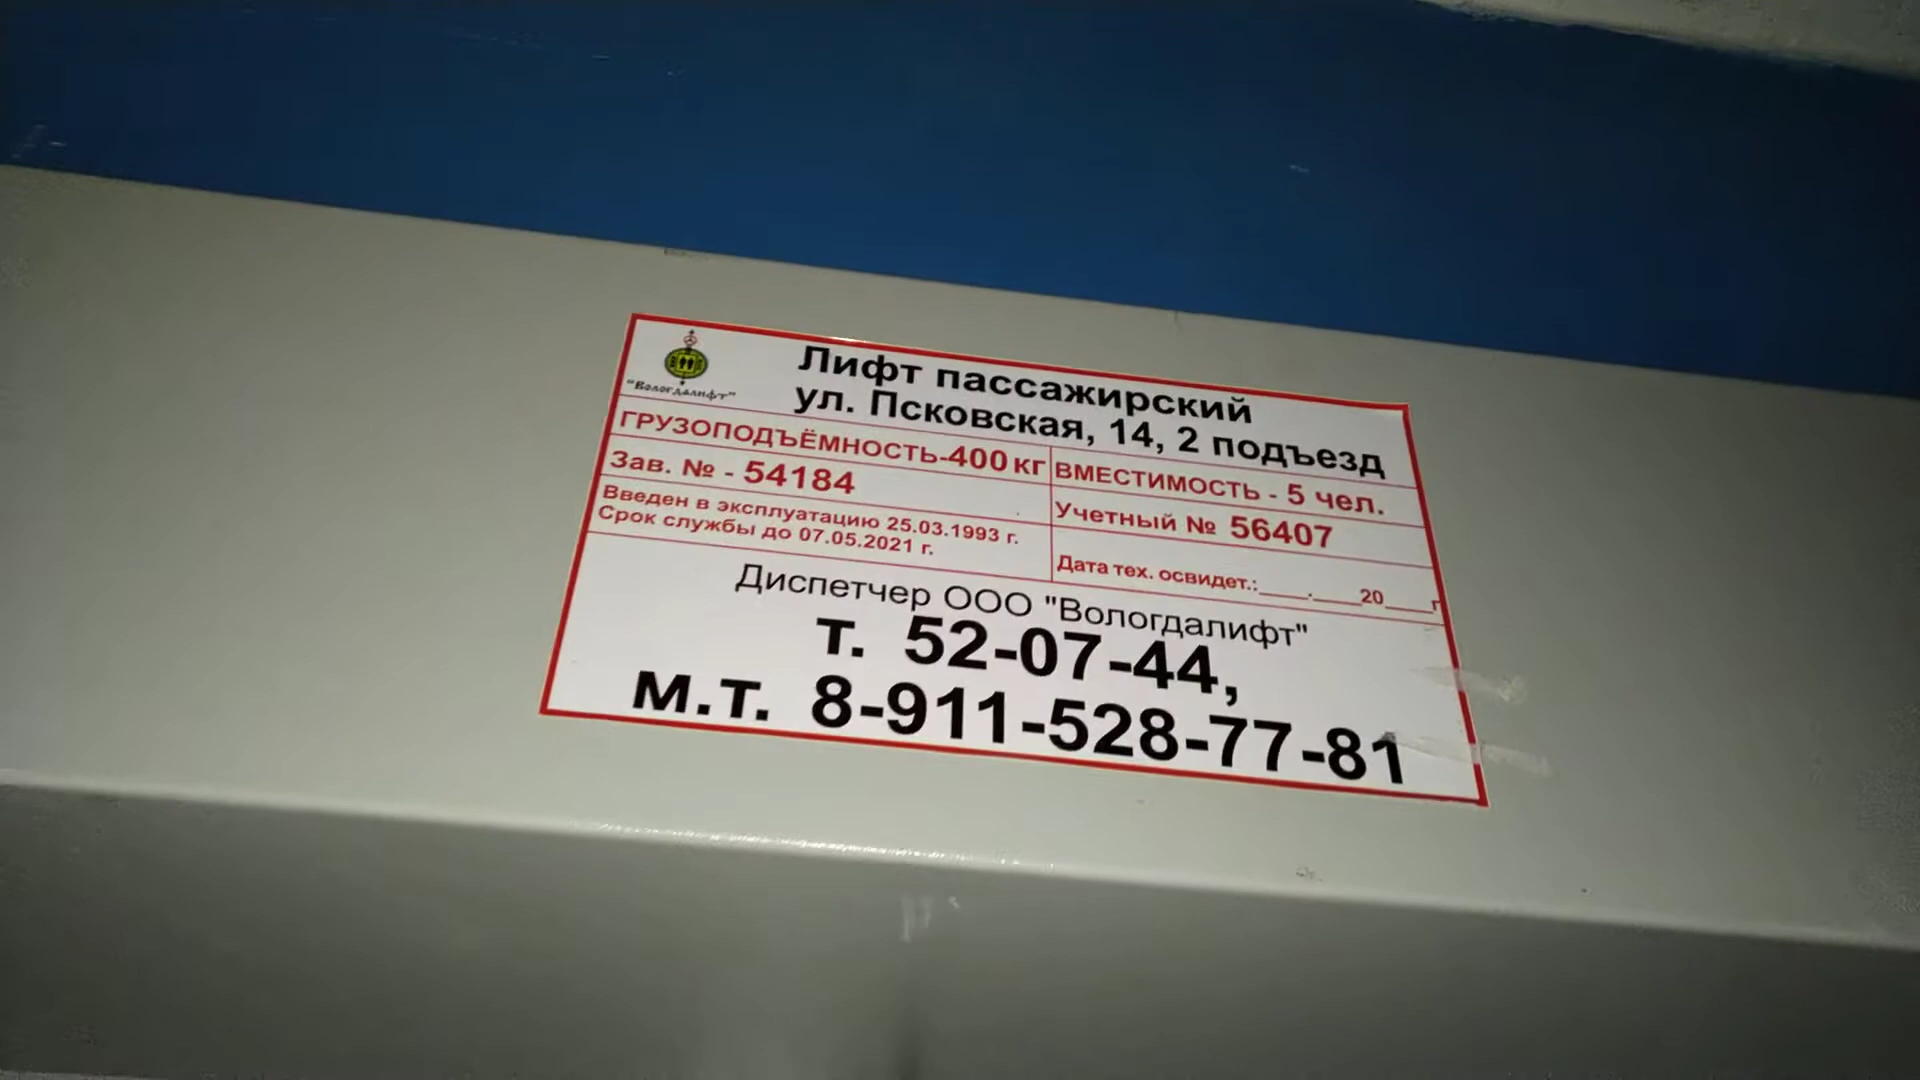 "Вологдалифт"
Лифт пассажирский
ул. Псковская, 14, 2 подъезд
ГРУЗОПОДЪЁМНОСТЬ-400 кг
ВМЕСТИМОСТЬ - 5 чел.
Зав. № - 54184
Учетный № 56407
Введен в эксплуатацию 25.03.1993 г.
Срок службы до 07.05.2021 г.
Дата тех. освидет.:____.____20____г
Диспетчер ООО "Вологдалифт"
т. 52-07-44,
м.т. 8-911-528-77-81